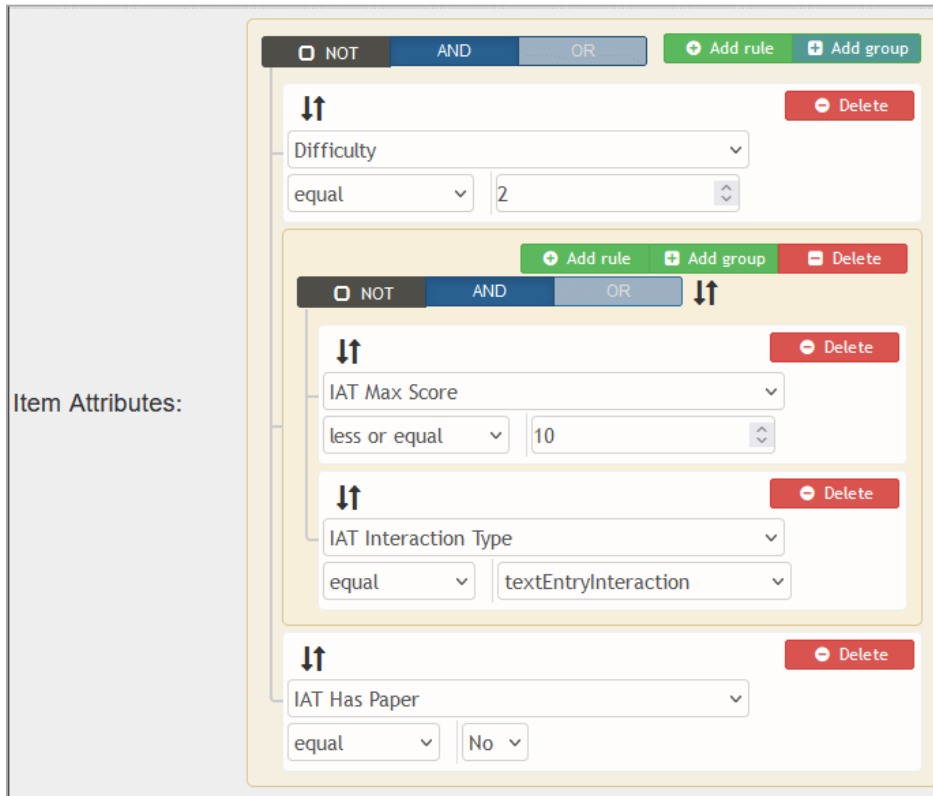 NOT AND OR Add rule Add group
Delete
Difficulty
equal 2
Add rule Add group Delete
NOT AND OR
Delete
IAT Max Score
Item Attributes:
less or equal 10
Delete
IAT Interaction Type
equal textEntryInteraction
Delete
IAT Has Paper
equal No